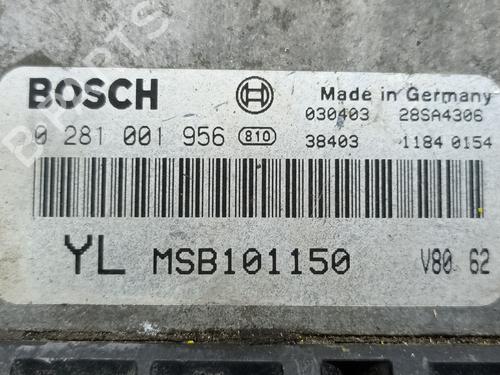 BOSCH Made in Germany
030403 28SA4306
0 281 001 956 810 38403 1184 0154
YL MSB101150 V80 62